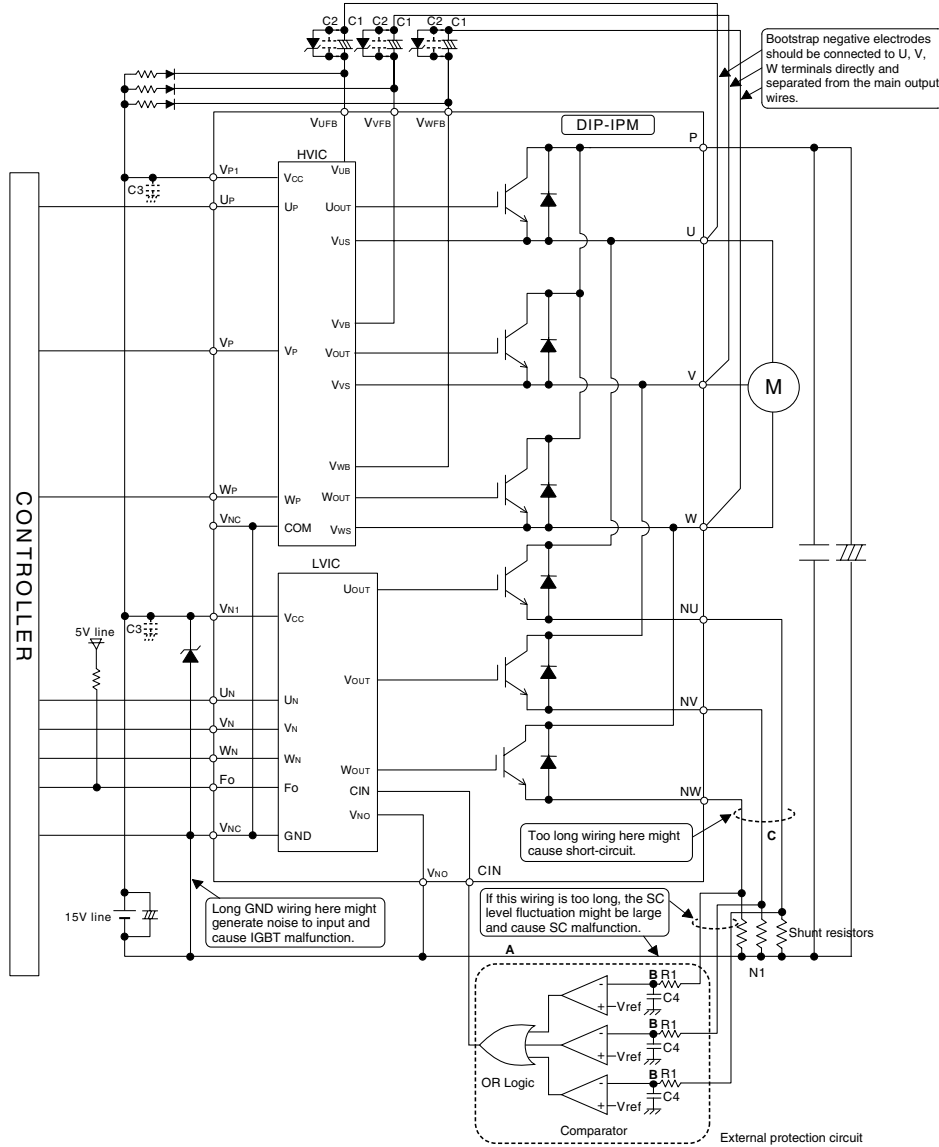 C2 C1 C2 C1 C2 C1
Bootstrap negative electrodes
should be connected to U, V,
W terminals directly and
separated from the main output
wires.
VUFB VVFB VWFB
DIP-IPM
P
HVIC
VP1
VCC
VUB
C3
UP
UP
UOUT
VUS
U
VVB
VP
VP
VOUT
VVS
V
M
VWB
WP
WP
WOUT
VNC
COM
VWS
W
CONTROLLER
LVIC
UOUT
VN1
VCC
NU
5V line
C3
VOUT
UN
UN
NV
VN
VN
WN
WN
WOUT
Fo
Fo
CIN
NW
VNO
VNC
GND
Too long wiring here might
cause short-circuit.
C
VNO
CIN
15V line
Long GND wiring here might
generate noise to input and
cause IGBT malfunction.
If this wiring is too long, the SC
level fluctuation might be large
and cause SC malfunction.
Shunt resistors
A
N1
B R1
-
+
Vref
C4
B R1
-
+
Vref
C4
OR Logic
B R1
-
+
Vref
C4
Comparator
External protection circuit